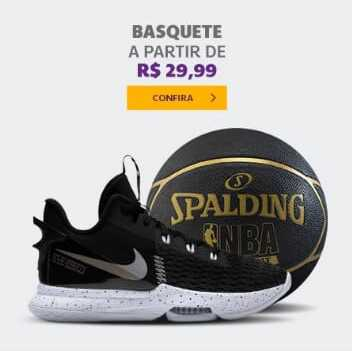 BASQUETE
A PARTIR DE
R$ 29,99
CONFIRA
SPALDING
NBA